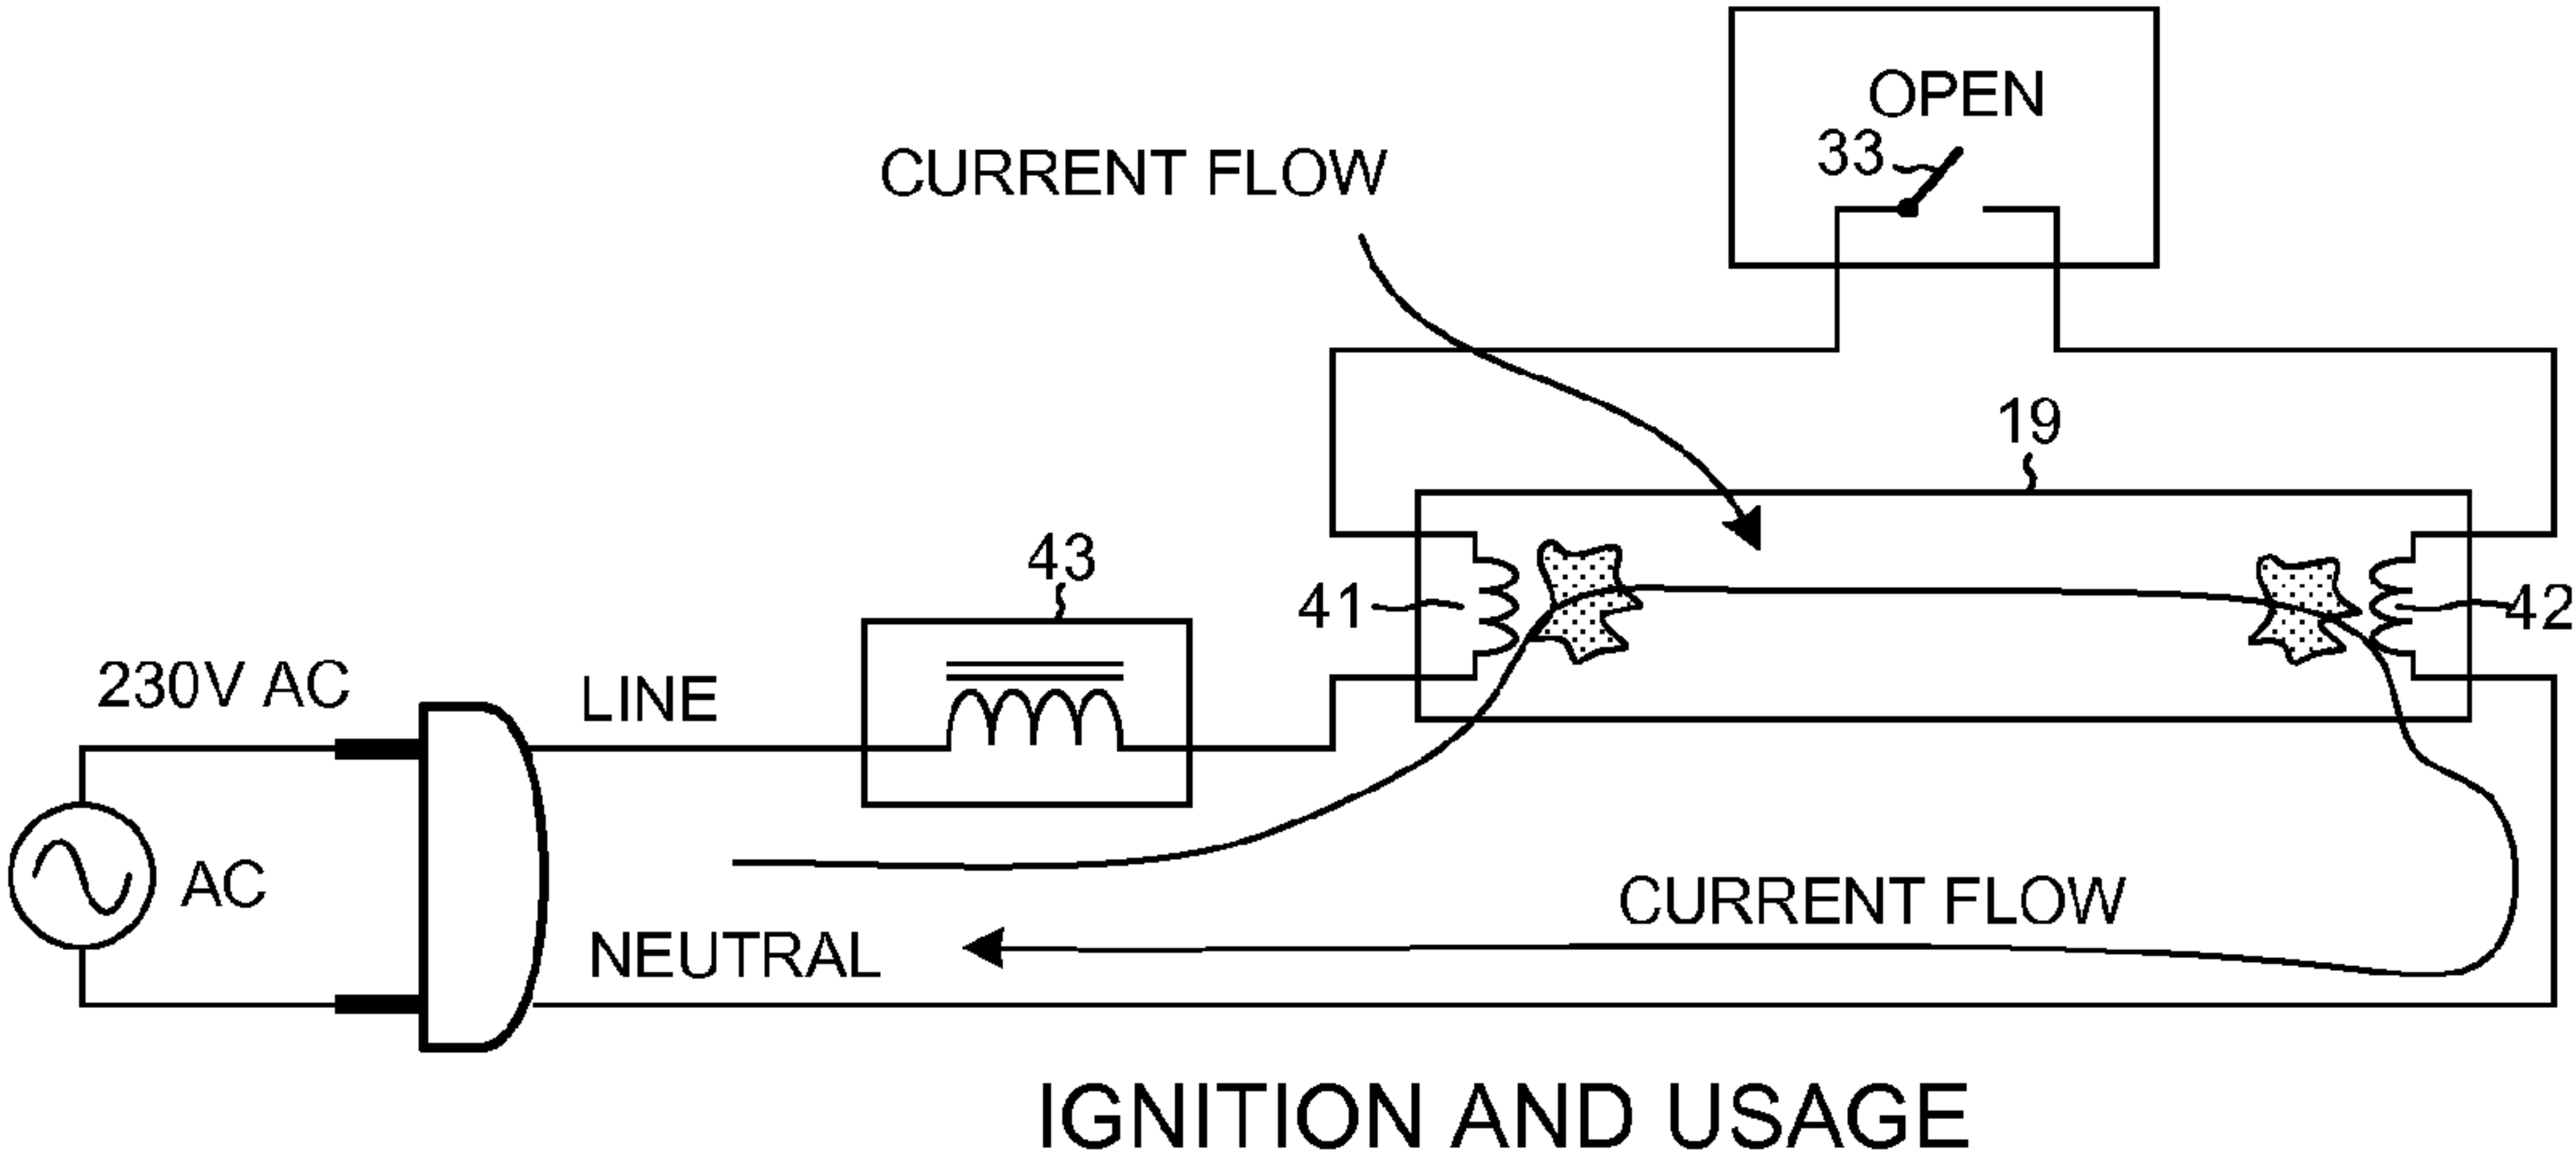 OPEN
33
CURRENT FLOW
19
43
41
42
230V AC
LINE
AC
CURRENT FLOW
NEUTRAL
IGNITION AND USAGE